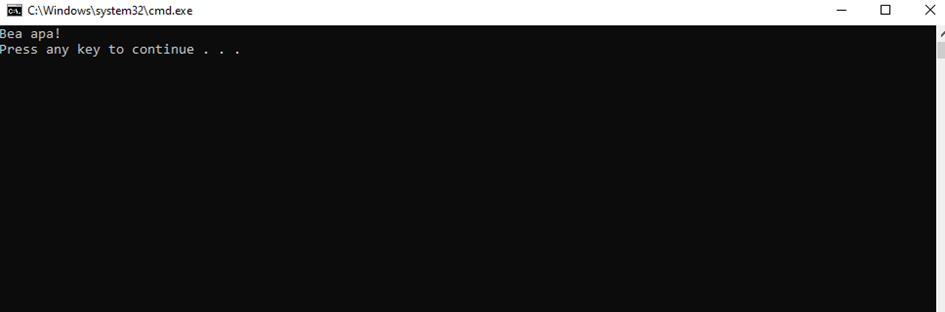 C:\Windows\system32\cmd.exe
Bea apa!
Press any key to continue . . .